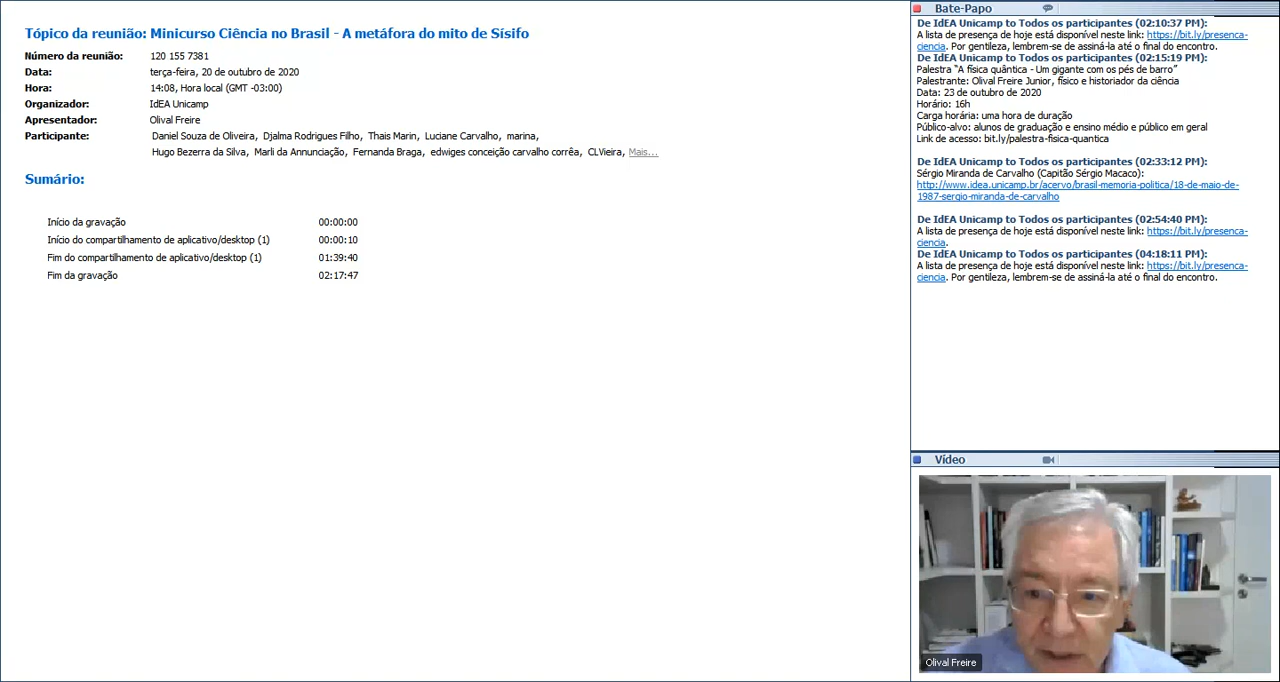 Tópico da reunião: Minicurso Ciência no Brasil - A metáfora do mito de Sísifo
Número da reunião: 120 155 7381
Data: terça-feira, 20 de outubro de 2020
Hora: 14:08, Hora local (GMT -03:00)
Organizador: IdEA Unicamp
Apresentador: Olival Freire
Participante: Daniel Souza de Oliveira, Djalma Rodrigues Filho, Thais Marin, Luciane Carvalho, marina,
Hugo Bezerra da Silva, Marli da Annunciação, Fernanda Braga, edwiges conceição carvalho corrêa, CLVieira, Mais...
Sumário:
Início da gravação 00:00:00
Início do compartilhamento de aplicativo/desktop (1) 00:00:10
Fim do compartilhamento de aplicativo/desktop (1) 01:39:40
Fim da gravação 02:17:47
Bate-Papo
De IdEA Unicamp to Todos os participantes (02:10:37 PM):
A lista de presença de hoje está disponível neste link: https://bit.ly/presenca-
ciencia. Por gentileza, lembrem-se de assiná-la até o final do encontro.
De IdEA Unicamp to Todos os participantes (02:15:19 PM):
Palestra "A física quântica - Um gigante com os pés de barro"
Palestrante: Olival Freire Junior, físico e historiador da ciência
Data: 23 de outubro de 2020
Horário: 16h
Carga horária: uma hora de duração
Público-alvo: alunos de graduação e ensino médio e público em geral
Link de acesso: bit.ly/palestra-fisica-quantica
De IdEA Unicamp to Todos os participantes (02:33:12 PM):
Sérgio Miranda de Carvalho (Capitão Sérgio Macaco):
http://www.idea.unicamp.br/acervo/brasil-memoria-politica/18-de-maio-de-
1987-sergio-miranda-de-carvalho
De IdEA Unicamp to Todos os participantes (02:54:40 PM):
A lista de presença de hoje está disponível neste link: https://bit.ly/presenca-
ciencia.
De IdEA Unicamp to Todos os participantes (04:18:11 PM):
A lista de presença de hoje está disponível neste link: https://bit.ly/presenca-
ciencia. Por gentileza, lembrem-se de assiná-la até o final do encontro.
Vídeo
Olival Freire